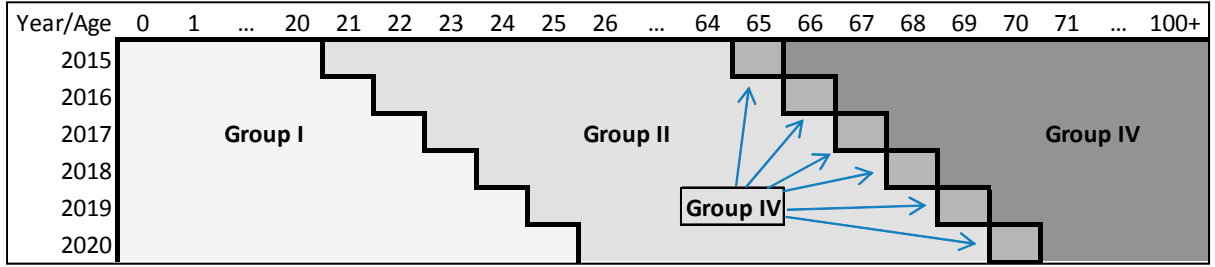 Year/Age 0 1 ... 20 21 22 23 24 25 26 ... 64 65 66 67 68 69 70 71 ... 100+
2015
2016
2017 Group I Group II Group IV
2018
2019 Group IV
2020